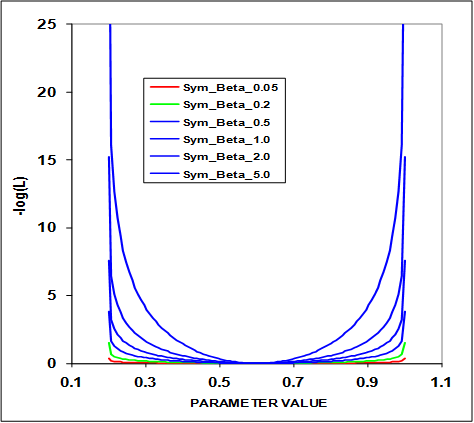 25
20
15
10
5
0
-log(L)
Sym_Beta_0.05
Sym_Beta_0.2
Sym_Beta_0.5
Sym_Beta_1.0
Sym_Beta_2.0
Sym_Beta_5.0
0.1 0.3 0.5 0.7 0.9 1.1
PARAMETER VALUE